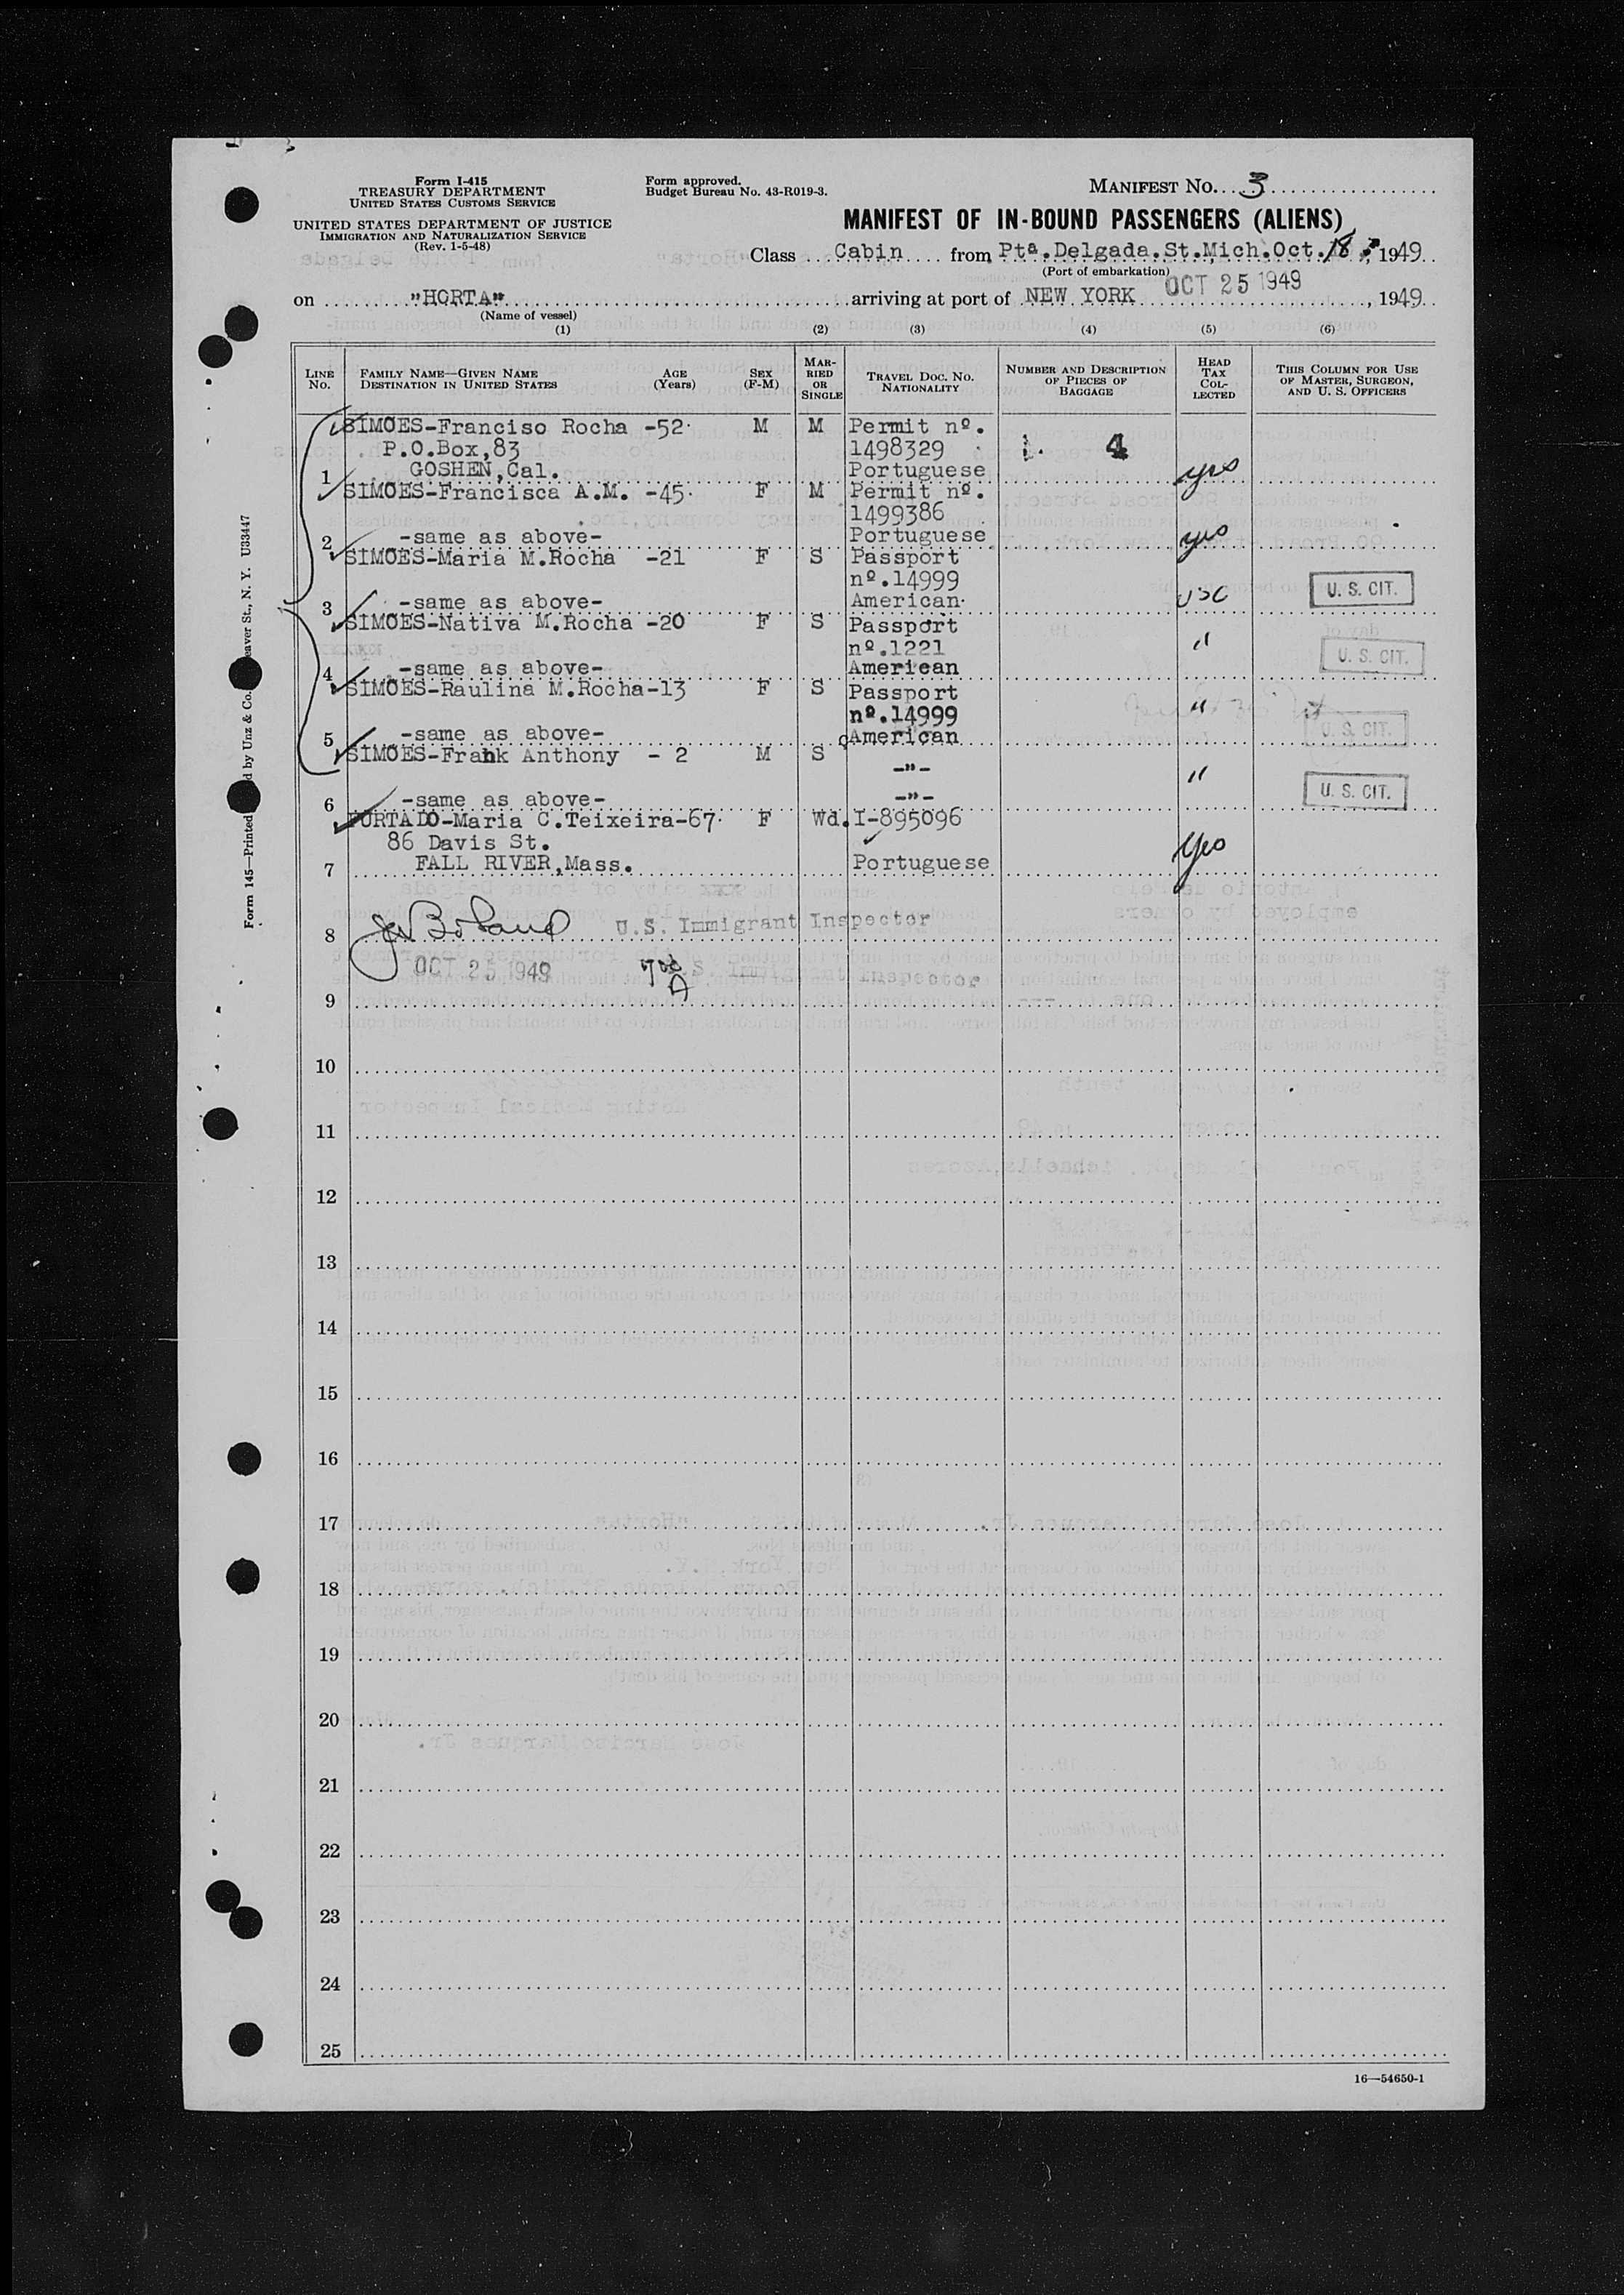 Form I-415
TREASURY DEPARTMENT
UNITED STATES CUSTOMS SERVICE
UNITED STATES DEPARTMENT OF JUSTICE
IMMIGRATION AND NATURALIZATION SERVICE
(Rev. 1-5-48)
Form approved.
Budget Bureau No. 43-R019-3.
MANIFEST NO. 3
MANIFEST OF IN-BOUND PASSENGERS (ALIENS)
Class Cabin from Ptª.Delgada.St.Mich.Oct.18, 1949
(Port of embarkation)
on "HORTA" arriving at port of NEW YORK OCT 25 1949, 1949
(Name of vessel)
(1) (2) (3) (4) (5) (6)
LINE No. FAMILY NAME—GIVEN NAME DESTINATION IN UNITED STATES AGE (Years) SEX (F-M) MARRIED OR SINGLE TRAVEL DOC. NO. NATIONALITY NUMBER AND DESCRIPTION OF PIECES OF BAGGAGE HEAD TAX COLLECTED THIS COLUMN FOR USE OF MASTER, SURGEON, AND U. S. OFFICERS
SIMOES-Franciso Rocha -52 M M Permit nº.
P.O.Box,83 1498329 4
1 GOSHEN,Cal. Portuguese yes
SIMOES-Francisca A.M. -45 F M Permit nº.
1499386
2 -same as above- Portuguese yes
SIMOES-Maria M.Rocha -21 F S Passport
nº.14999
3 -same as above- American USC U. S. CIT.
SIMOES-Nativa M.Rocha -20 F S Passport
nº.1221 "
4 -same as above- American U. S. CIT.
SIMOES-Raulina M.Rocha-13 F S Passport
nº.14999 "
5 -same as above- American U. S. CIT.
SIMOES-Frank Anthony - 2 M S
-"- "
6 -same as above- -"- U. S. CIT.
FURTADO-Maria C.Teixeira-67 F Wd. I-895096
86 Davis St.
7 FALL RIVER,Mass. Portuguese yes
8 U.S. Immigrant Inspector
OCT 25 1949 U.S. Immigrant Inspector
9
10
11
12
13
14
15
16
17
18
19
20
21
22
23
24
25
16—54650-1
Form 145—Printed by Unz & Co. eaver St., N. Y. U33447